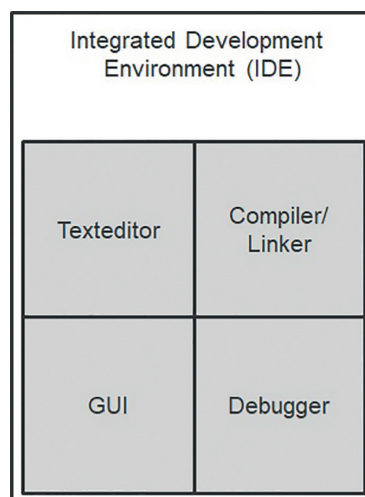 Integrated Development
Environment (IDE)
Texteditor
Compiler/
Linker
GUI
Debugger